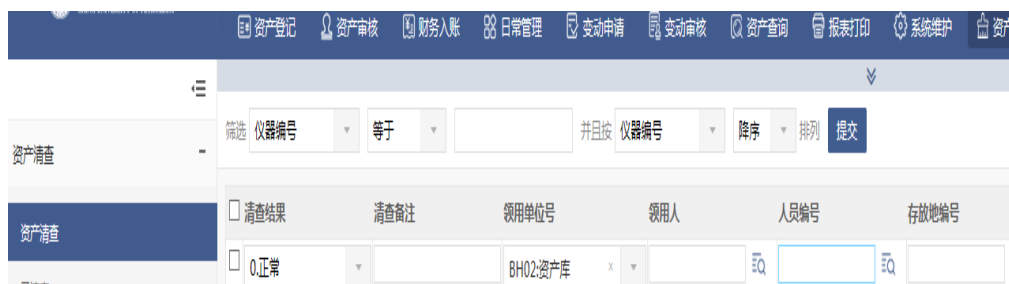 资产登记 资产审核 财务入账 日常管理 变动申请 变动审核 资产查询 报表打印 系统维护 资产
筛选 仪器编号 等于 并且按 仪器编号 降序 排列 提交
资产清查 -
清查结果 清查备注 领用单位号 领用人 人员编号 存放地编号
资产清查
0.正常 BH02:资产库 ×